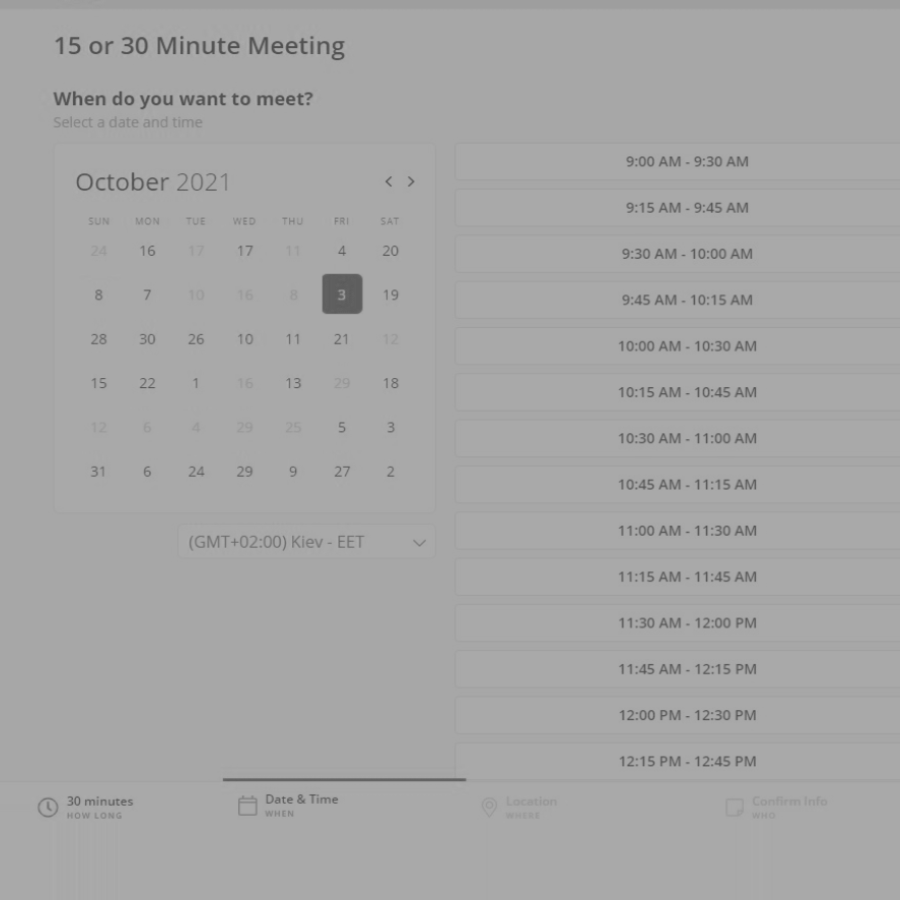 15 or 30 Minute Meeting
When do you want to meet?
Select a date and time
October 2021
SUN MON TUE WED THU FRI SAT
24 16 17 17 11 4 20
8 7 10 16 8 3 19
28 30 26 10 11 21 12
15 22 1 16 13 29 18
12 6 4 29 25 5 3
31 6 24 29 9 27 2
(GMT+02:00) Kiev - EET
9:00 AM - 9:30 AM
9:15 AM - 9:45 AM
9:30 AM - 10:00 AM
9:45 AM - 10:15 AM
10:00 AM - 10:30 AM
10:15 AM - 10:45 AM
10:30 AM - 11:00 AM
10:45 AM - 11:15 AM
11:00 AM - 11:30 AM
11:15 AM - 11:45 AM
11:30 AM - 12:00 PM
11:45 AM - 12:15 PM
12:00 PM - 12:30 PM
12:15 PM - 12:45 PM
30 minutes
HOW LONG
Date & Time
WHEN
Location
WHERE
Confirm Info
WHO